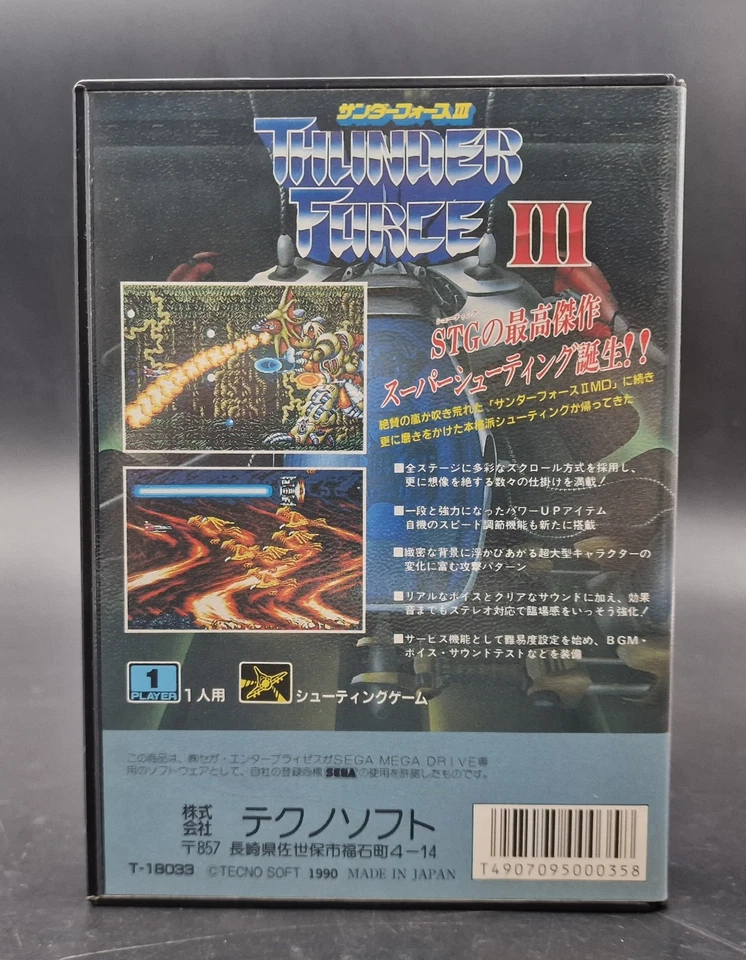 サンダーフォースIII
THUNDER
FORCE III
シューティング
STGの最高傑作
スーパーシューティング誕生!!
絶賛の嵐が吹き荒れた「サンダーフォースIIMD」に続き
更に磨きをかけた本格派シューティングが帰ってきた
■全ステージに多彩なスクロール方式を採用し、
更に想像を絶する数々の仕掛けを満載!
■一段と強力になったパワーUPアイテム
自機のスピード調節機能も新たに搭載
■緻密な背景に浮かびあがる超大型キャラクターの
変化に富む攻撃パターン
■リアルなボイスとクリアなサウンドに加え、効果
音までもステレオ対応で臨場感をいっそう強化!
■サービス機能として難易度設定を始め、BGM・
ボイス・サウンドテストなどを装備
1
PLAYER 1人用 シューティングゲーム
この商品は、㈱セガ・エンタープライゼスがSEGA MEGA DRIVE専
用のソフトウェアとして、自社の登録商標SEGAの使用を許諾したものです。
株式
会社 テクノソフト
〒857 長崎県佐世保市福石町4-14
T-18033 ©TECNO SOFT 1990 MADE IN JAPAN
T4907095000358